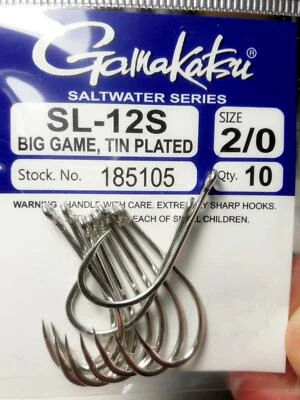 Gamakatsu®
SALTWATER SERIES
SL-12S
BIG GAME, TIN PLATED
SIZE
2/0
Stock. No. 185105
Qty. 10
WARNING: HANDLE WITH CARE. EXTREMELY SHARP HOOKS.
EACH OF SMALL CHILDREN.